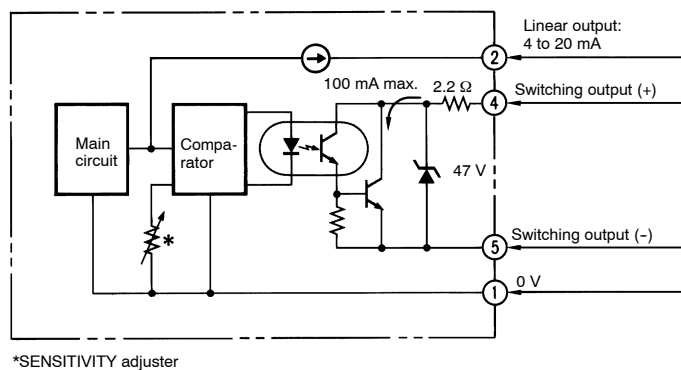 Linear output:
4 to 20 mA
2
100 mA max.
2.2 Ω
4
Switching output (+)
Main
circuit
Compa-
rator
47 V
*
5
Switching output (–)
1
0 V
*SENSITIVITY adjuster